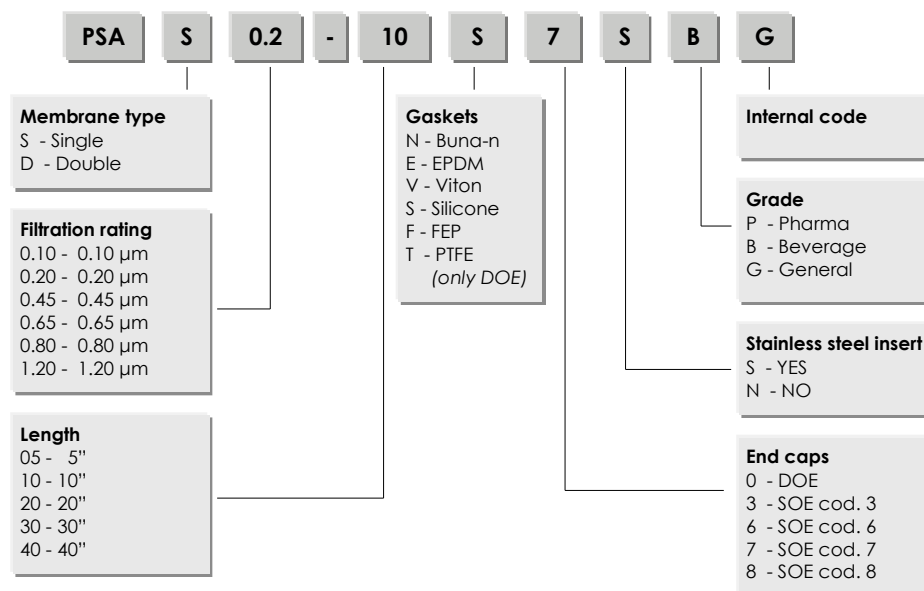 PSA S 0.2 - 10 S 7 S B G
Membrane type
S - Single
D - Double
Filtration rating
0.10 - 0.10 µm
0.20 - 0.20 µm
0.45 - 0.45 µm
0.65 - 0.65 µm
0.80 - 0.80 µm
1.20 - 1.20 µm
Length
05 - 5”
10 - 10”
20 - 20”
30 - 30”
40 - 40”
Gaskets
N - Buna-n
E - EPDM
V - Viton
S - Silicone
F - FEP
T - PTFE
(only DOE)
Internal code
Grade
P - Pharma
B - Beverage
G - General
Stainless steel insert
S - YES
N - NO
End caps
0 - DOE
3 - SOE cod. 3
6 - SOE cod. 6
7 - SOE cod. 7
8 - SOE cod. 8